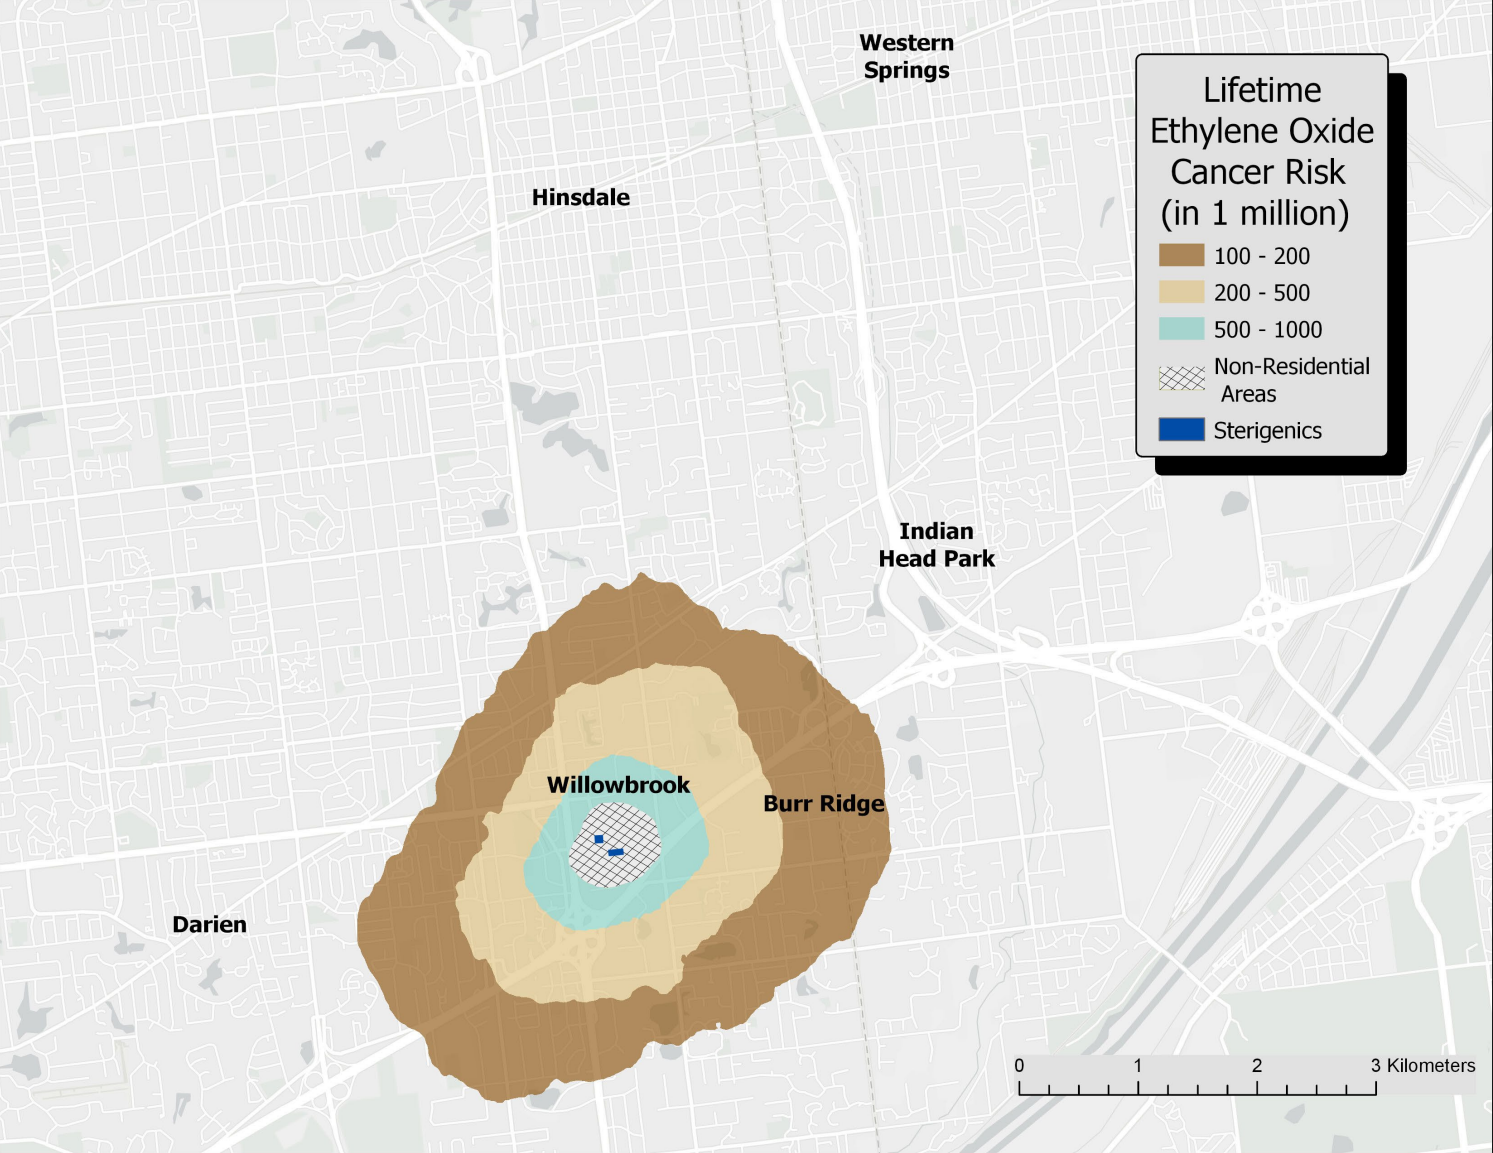 Western
Springs
Hinsdale
Lifetime
Ethylene Oxide
Cancer Risk
(in 1 million)
100 - 200
200 - 500
500 - 1000
Non-Residential
Areas
Sterigenics
Indian
Head Park
Willowbrook
Burr Ridge
Darien
0 1 2 3 Kilometers